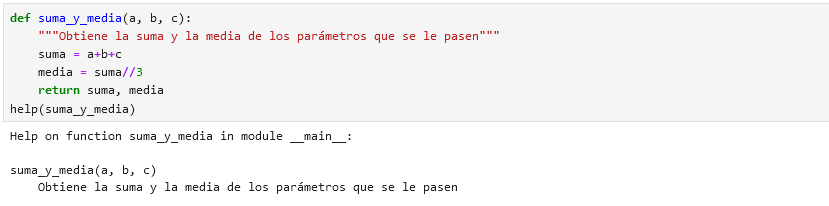 def suma_y_media(a, b, c):
    """Obtiene la suma y la media de los parámetros que se le pasen"""
    suma = a+b+c
    media = suma//3
    return suma, media
help(suma_y_media)
Help on function suma_y_media in module __main__:
suma_y_media(a, b, c)
    Obtiene la suma y la media de los parámetros que se le pasen